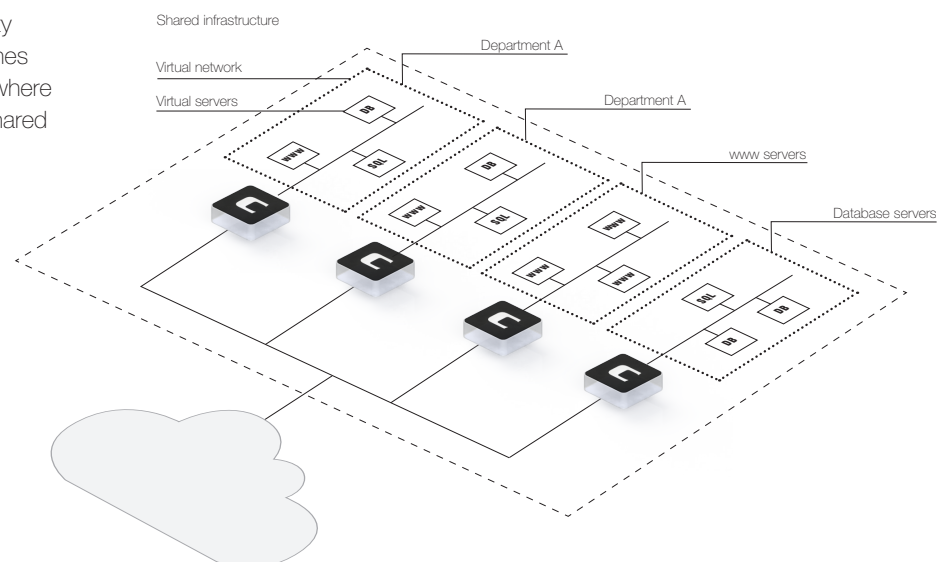 Shared infrastructure
Department A
Virtual network
Virtual servers
Department A
www servers
Database servers
DB
www
SQL
DB
www
SQL
www
www
www
SQL
DB
DB
where